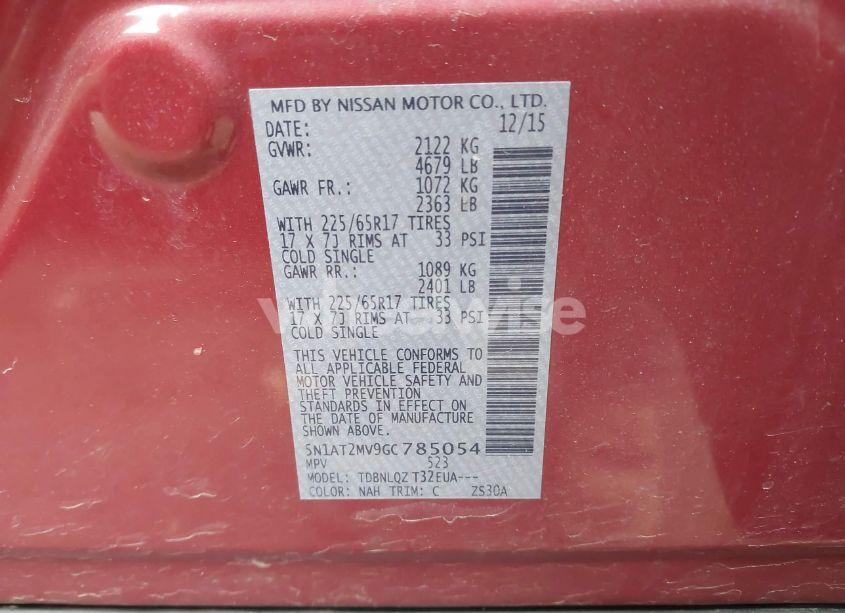 MFD BY NISSAN MOTOR CO., LTD.
DATE: 12/15
GVWR: 2122 KG
4679 LB
GAWR FR.: 1072 KG
2363 LB
WITH 225/65R17 TIRES
17 X 7J RIMS AT 33 PSI
COLD SINGLE
GAWR RR.: 1089 KG
2401 LB
WITH 225/65R17 TIRES
17 X 7J RIMS AT 33 PSI
COLD SINGLE
THIS VEHICLE CONFORMS TO
ALL APPLICABLE FEDERAL
MOTOR VEHICLE SAFETY AND
THEFT PREVENTION
STANDARDS IN EFFECT ON
THE DATE OF MANUFACTURE
SHOWN ABOVE.
5N1AT2MV9GC785054
MPV 523
MODEL: TDBNLQZ T32EUA---
COLOR: NAH TRIM: C ZS30A